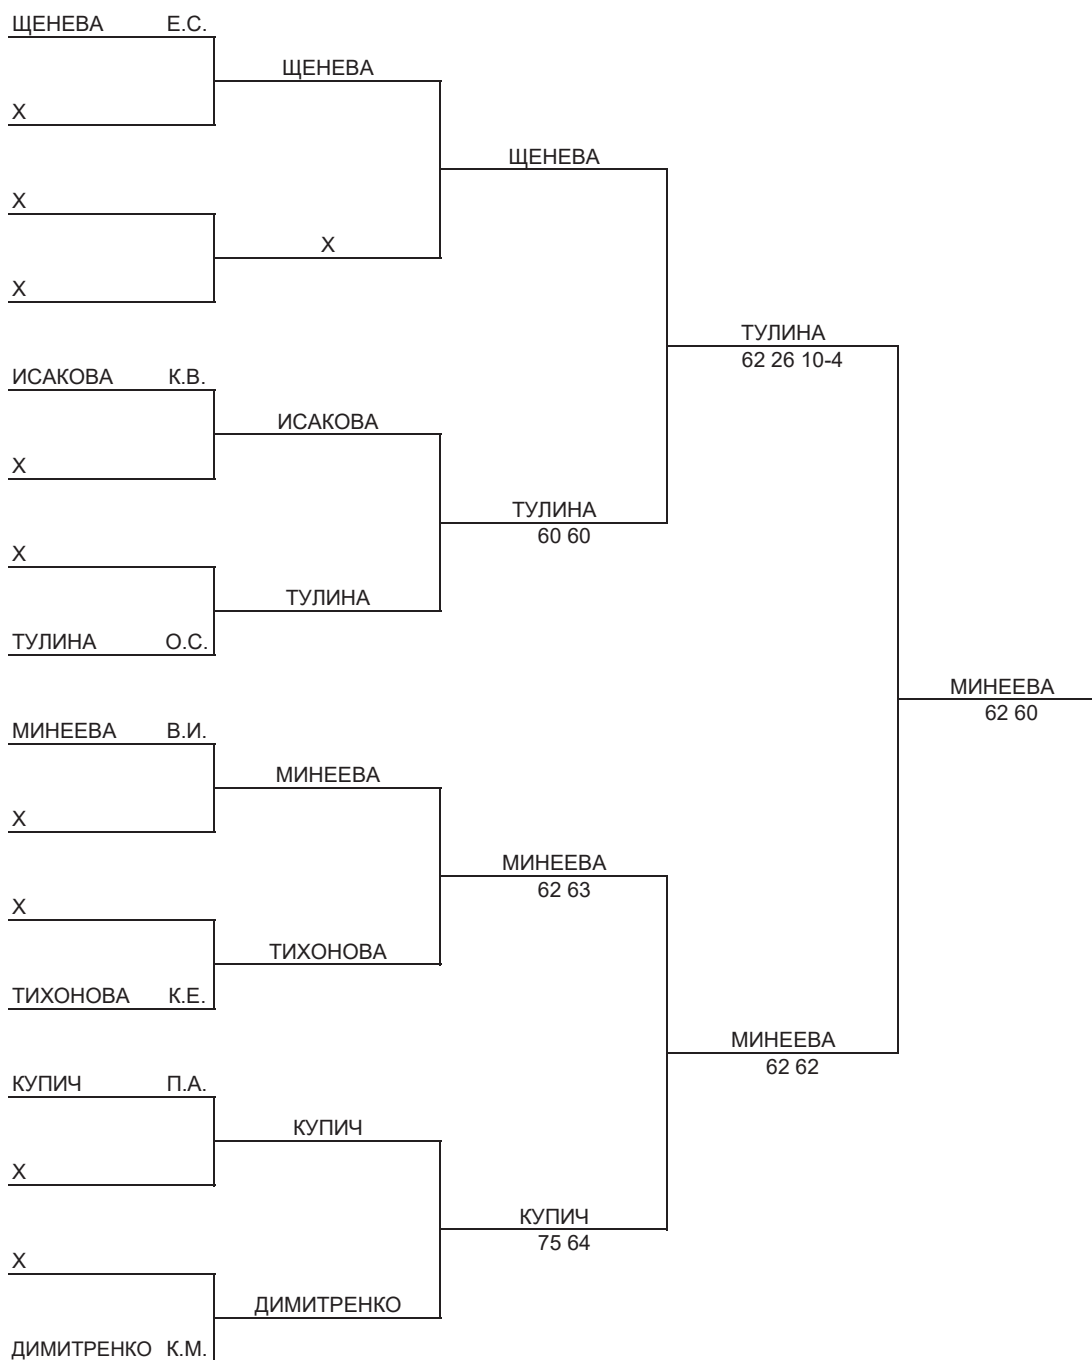 ЩЕНЕВА Е.С.
ЩЕНЕВА
X
ЩЕНЕВА
X
X
X
ТУЛИНА
62 26 10-4
ИСАКОВА К.В.
ИСАКОВА
X
ТУЛИНА
60 60
X
ТУЛИНА
ТУЛИНА О.С.
МИНЕЕВА
62 60
МИНЕЕВА В.И.
МИНЕЕВА
X
МИНЕЕВА
62 63
X
ТИХОНОВА
ТИХОНОВА К.Е.
МИНЕЕВА
62 62
КУПИЧ П.А.
КУПИЧ
X
КУПИЧ
75 64
X
ДИМИТРЕНКО
ДИМИТРЕНКО К.М.